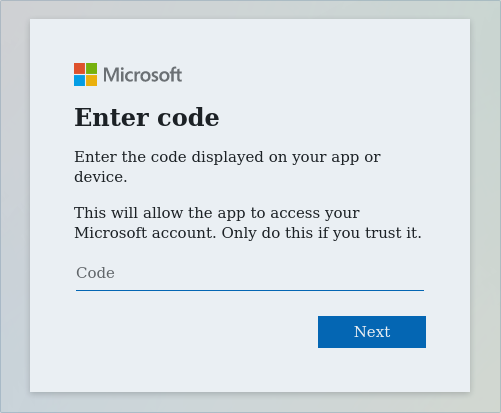 Microsoft
Enter code
Enter the code displayed on your app or
device.
This will allow the app to access your
Microsoft account. Only do this if you trust it.
Code
Next